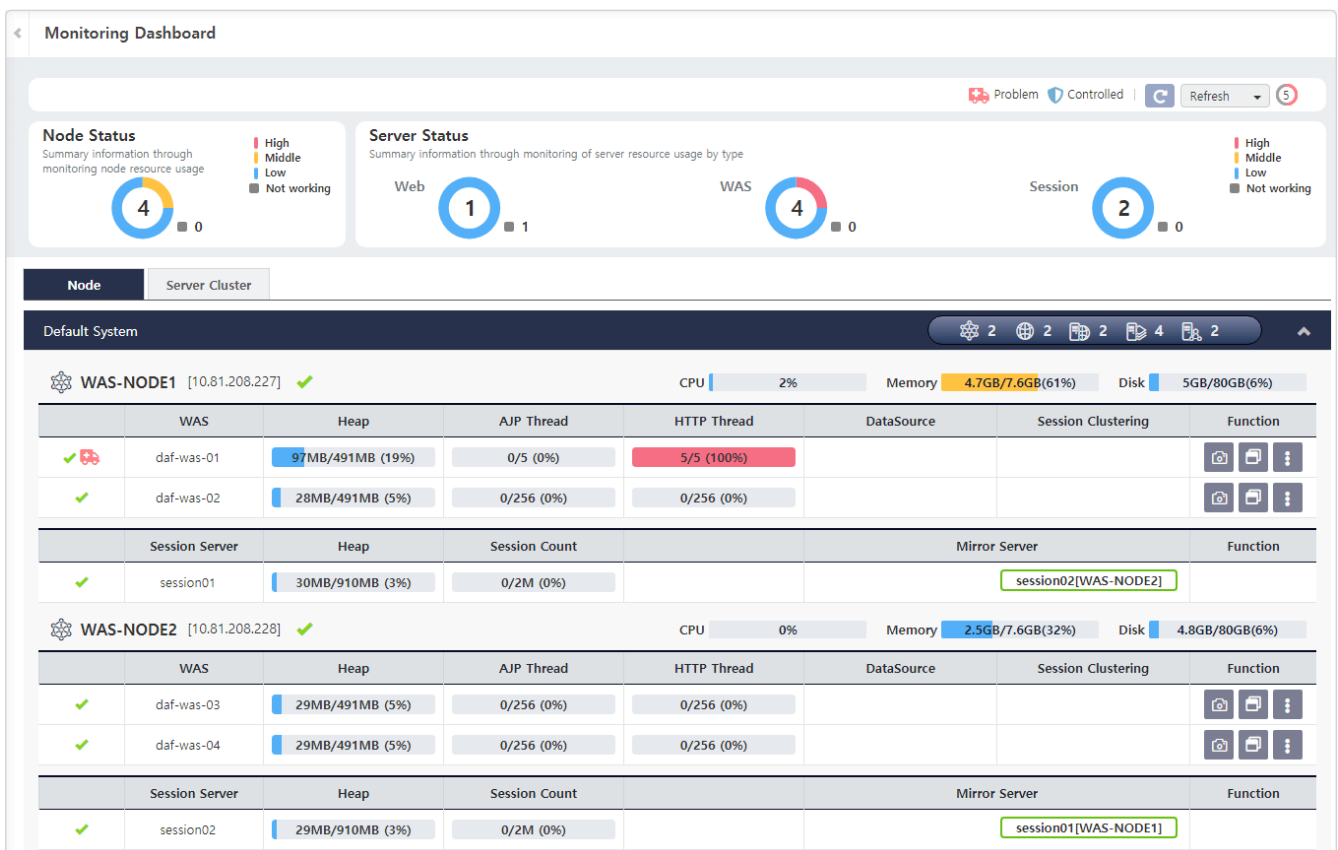 Monitoring Dashboard
Problem Controlled Refresh 5
Node Status
Summary information through
monitoring node resource usage
High
Middle
Low
Not working
4
0
Server Status
Summary information through monitoring of server resource usage by type
Web
1
1
WAS
4
0
Session
2
0
High
Middle
Low
Not working
Node Server Cluster
Default System 2 2 2 4 2
WAS-NODE1 [10.81.208.227] CPU 2% Memory 4.7GB/7.6GB(61%) Disk 5GB/80GB(6%)
WAS Heap AJP Thread HTTP Thread DataSource Session Clustering Function
daf-was-01 97MB/491MB (19%) 0/5 (0%) 5/5 (100%)
daf-was-02 28MB/491MB (5%) 0/256 (0%) 0/256 (0%)
Session Server Heap Session Count Mirror Server Function
session01 30MB/910MB (3%) 0/2M (0%) session02[WAS-NODE2]
WAS-NODE2 [10.81.208.228] CPU 0% Memory 2.5GB/7.6GB(32%) Disk 4.8GB/80GB(6%)
WAS Heap AJP Thread HTTP Thread DataSource Session Clustering Function
daf-was-03 29MB/491MB (5%) 0/256 (0%) 0/256 (0%)
daf-was-04 29MB/491MB (5%) 0/256 (0%) 0/256 (0%)
Session Server Heap Session Count Mirror Server Function
session02 29MB/910MB (3%) 0/2M (0%) session01[WAS-NODE1]